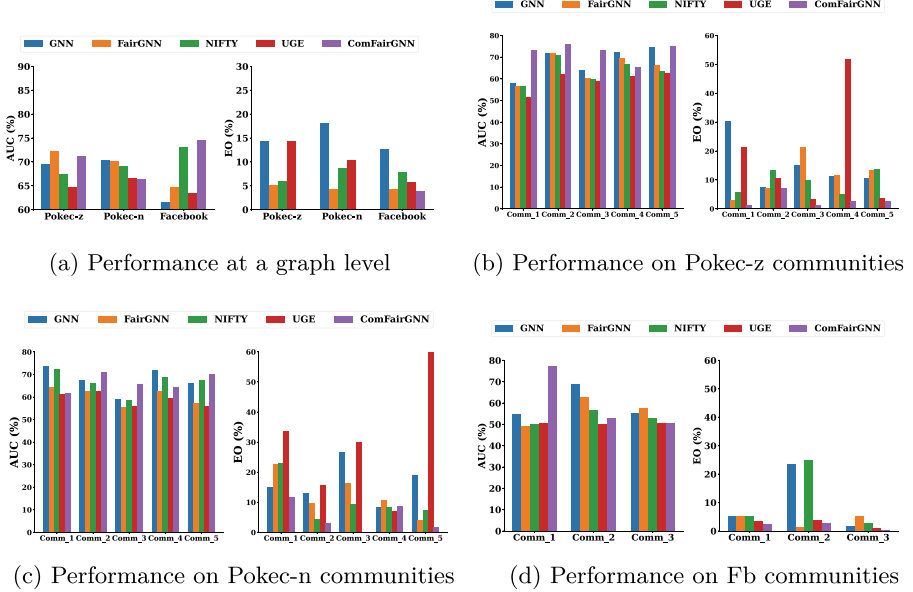 GNN FairGNN NIFTY UGE ComFairGNN
90
85
80
75
70
65
60
AUC (%)
Pokec-z Pokec-n Facebook
30
25
20
15
10
5
0
EO (%)
Pokec-z Pokec-n Facebook
(a) Performance at a graph level
GNN FairGNN NIFTY UGE ComFairGNN
80
70
60
50
40
30
20
10
0
AUC (%)
Comm_1 Comm_2 Comm_3 Comm_4 Comm_5
60
50
40
30
20
10
0
EO (%)
Comm_1 Comm_2 Comm_3 Comm_4 Comm_5
(b) Performance on Pokec-z communities
GNN FairGNN NIFTY UGE ComFairGNN
80
70
60
50
40
30
20
10
0
AUC (%)
Comm_1 Comm_2 Comm_3 Comm_4 Comm_5
60
50
40
30
20
10
0
EO (%)
Comm_1 Comm_2 Comm_3 Comm_4 Comm_5
(c) Performance on Pokec-n communities
GNN FairGNN NIFTY UGE ComFairGNN
80
70
60
50
40
30
20
10
0
AUC (%)
Comm_1 Comm_2 Comm_3
60
50
40
30
20
10
0
EO (%)
Comm_1 Comm_2 Comm_3
(d) Performance on Fb communities